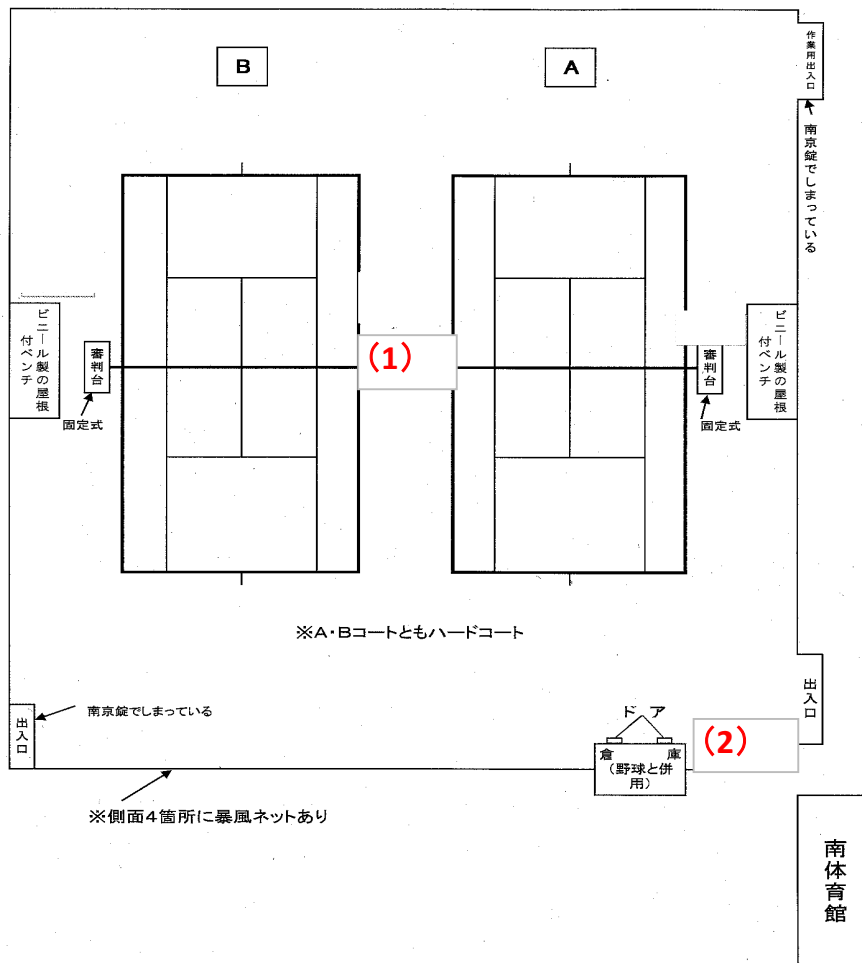 B
A
作業用出入口
南京錠でしまっている
ビニール製の屋根
付ベンチ
審判台
固定式
(1)
審判台
固定式
ビニール製の屋根
付ベンチ
※A・Bコートともハードコート
出入口
南京錠でしまっている
ドア
倉庫
(野球と併
用)
(2)
出入口
※側面4箇所に暴風ネットあり
南体育館